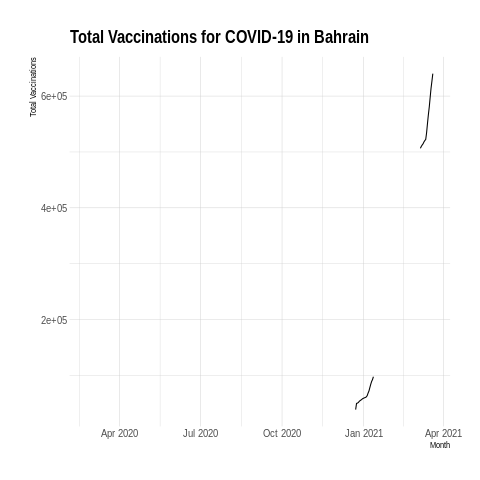 Total Vaccinations for COVID-19 in Bahrain
Total Vaccinations
6e+05
4e+05
2e+05
Apr 2020 Jul 2020 Oct 2020 Jan 2021 Apr 2021
Month